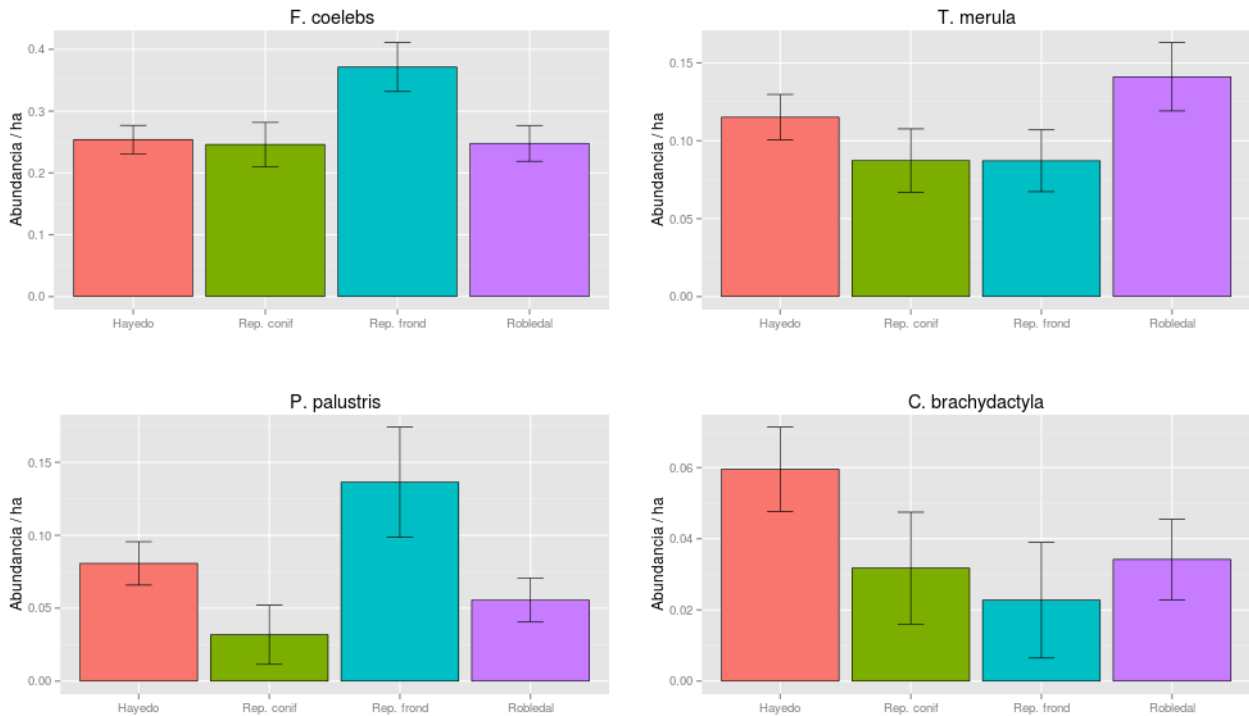 F. coelebs
Abundancia / ha
0.4
0.3
0.2
0.1
0.0
Hayedo Rep. conif Rep. frond Robledal
T. merula
Abundancia / ha
0.15
0.10
0.05
0.00
Hayedo Rep. conif Rep. frond Robledal
P. palustris
Abundancia / ha
0.15
0.10
0.05
0.00
Hayedo Rep. conif Rep. frond Robledal
C. brachydactyla
Abundancia / ha
0.06
0.04
0.02
0.00
Hayedo Rep. conif Rep. frond Robledal